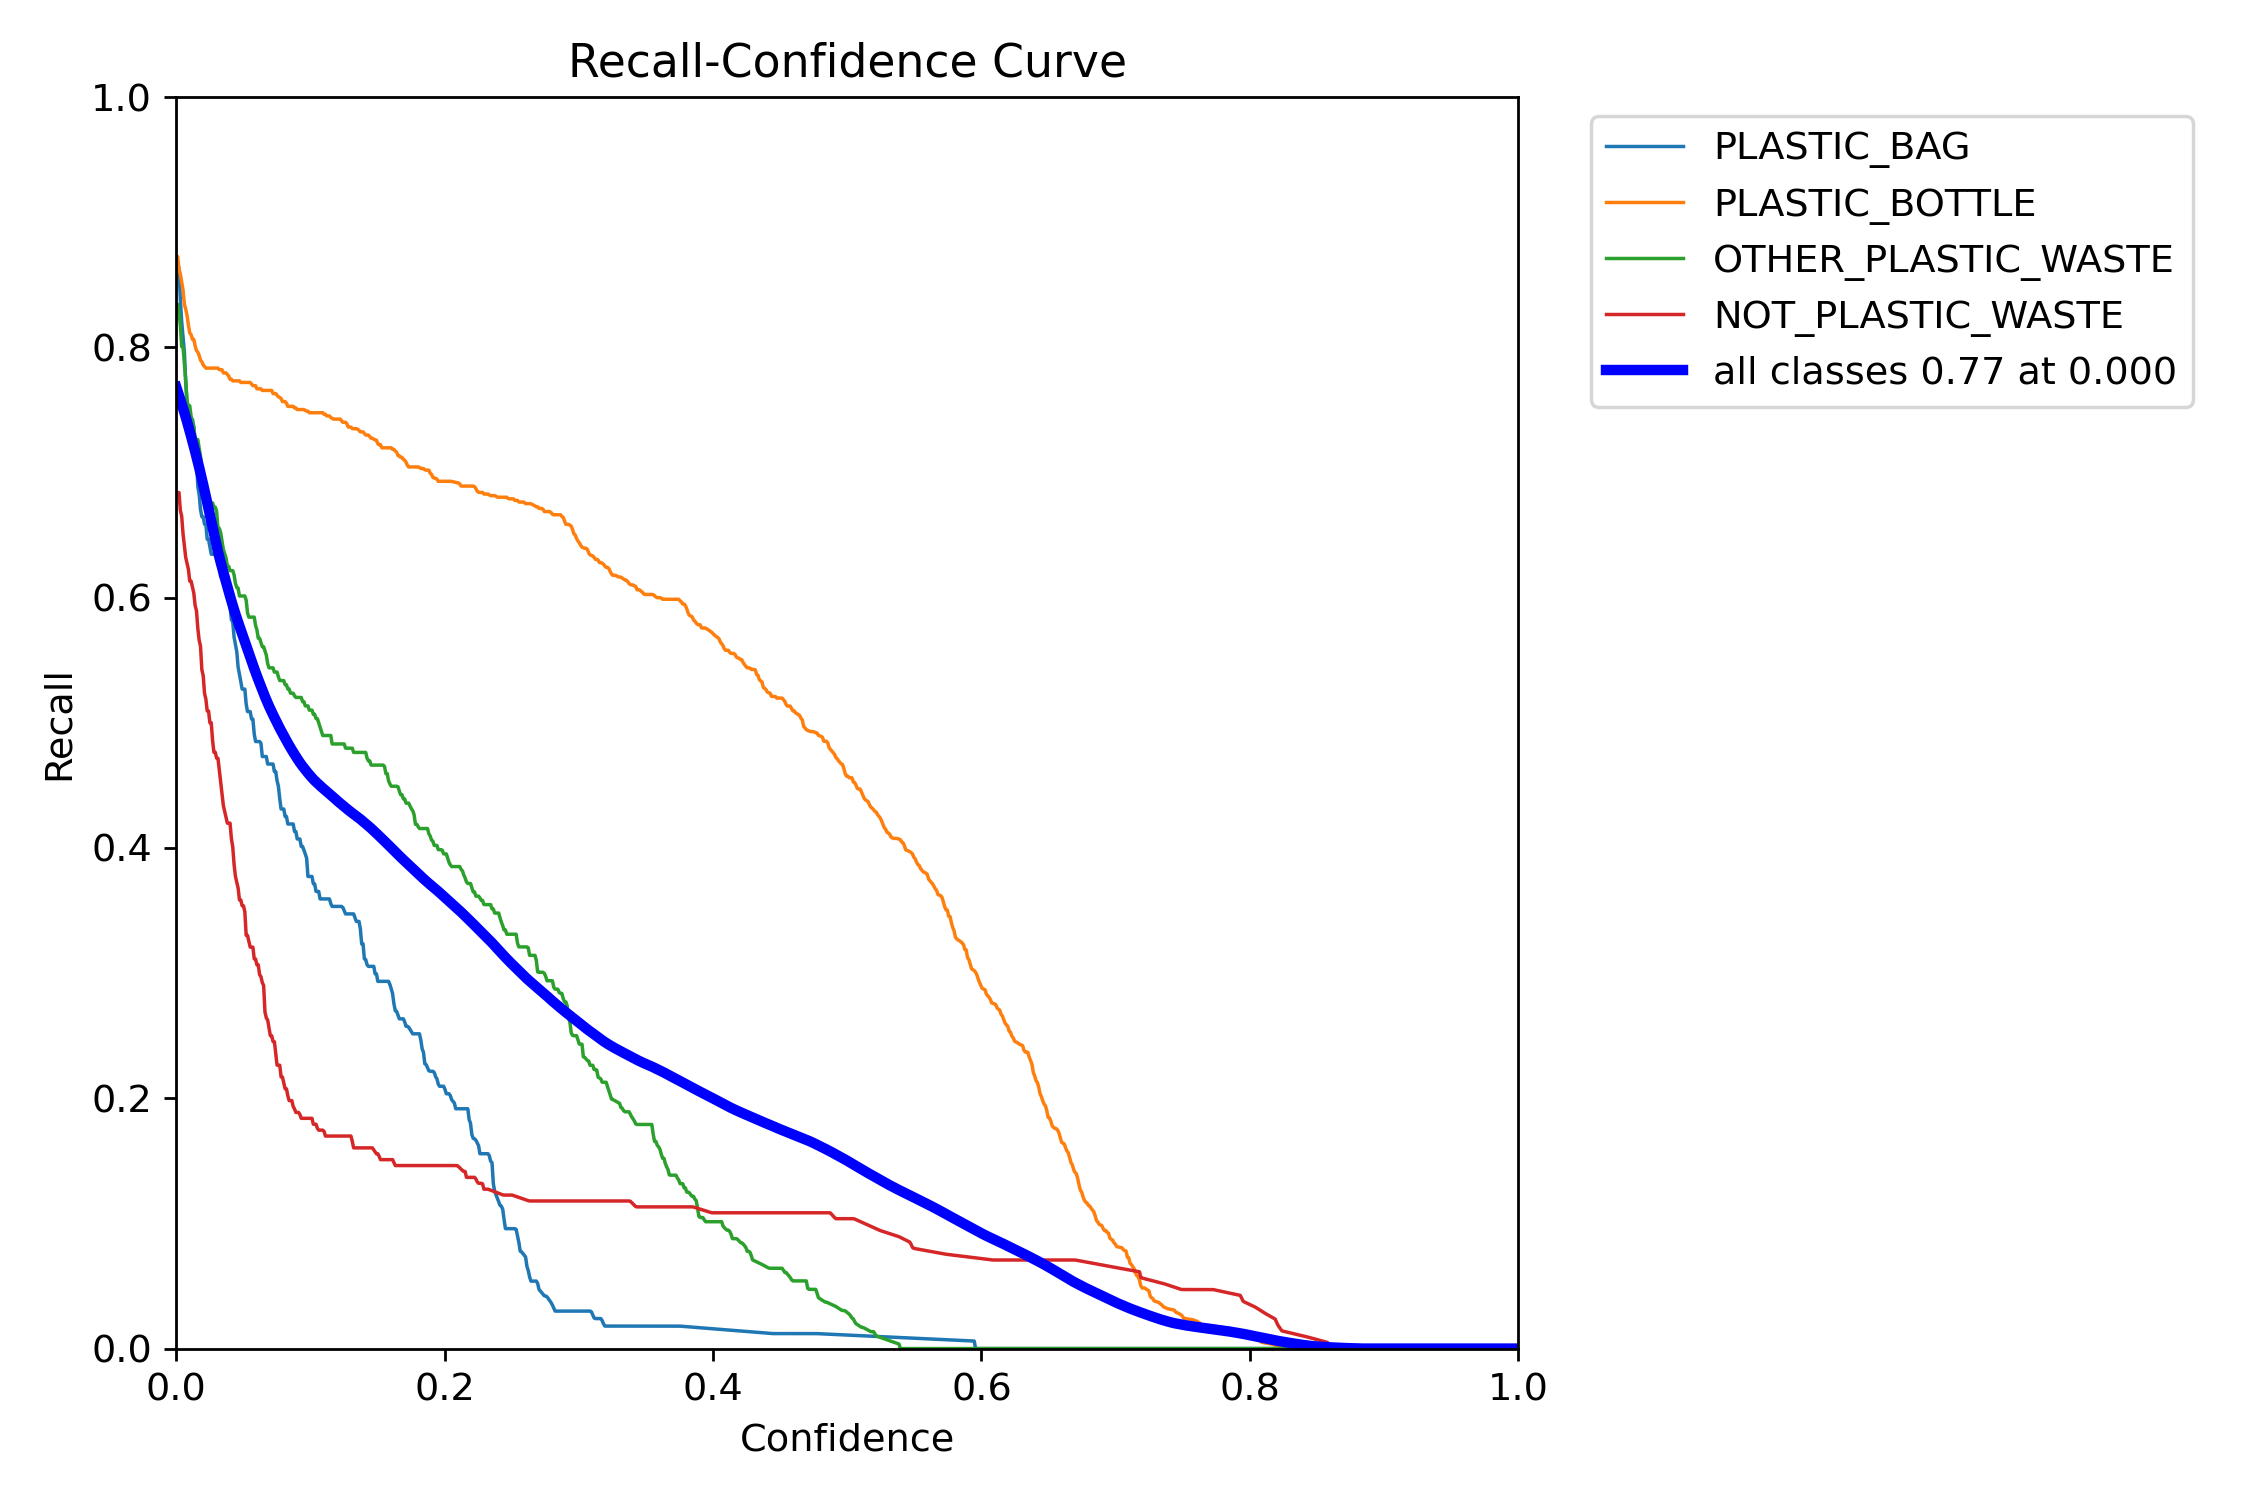 Recall-Confidence Curve
1.0
0.8
0.6
0.4
0.2
0.0
Recall
0.0 0.2 0.4 0.6 0.8 1.0
Confidence
PLASTIC_BAG
PLASTIC_BOTTLE
OTHER_PLASTIC_WASTE
NOT_PLASTIC_WASTE
all classes 0.77 at 0.000